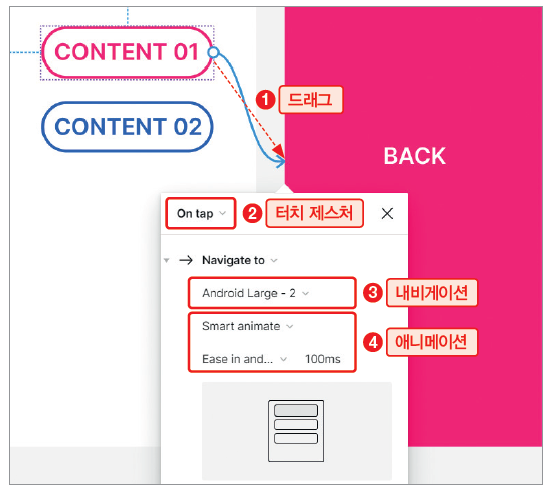 CONTENT 01
1 드래그
CONTENT 02
BACK
On tap
2 터치 제스처
Navigate to
Android Large - 2
3 내비게이션
Smart animate
4 애니메이션
Ease in and... 100ms